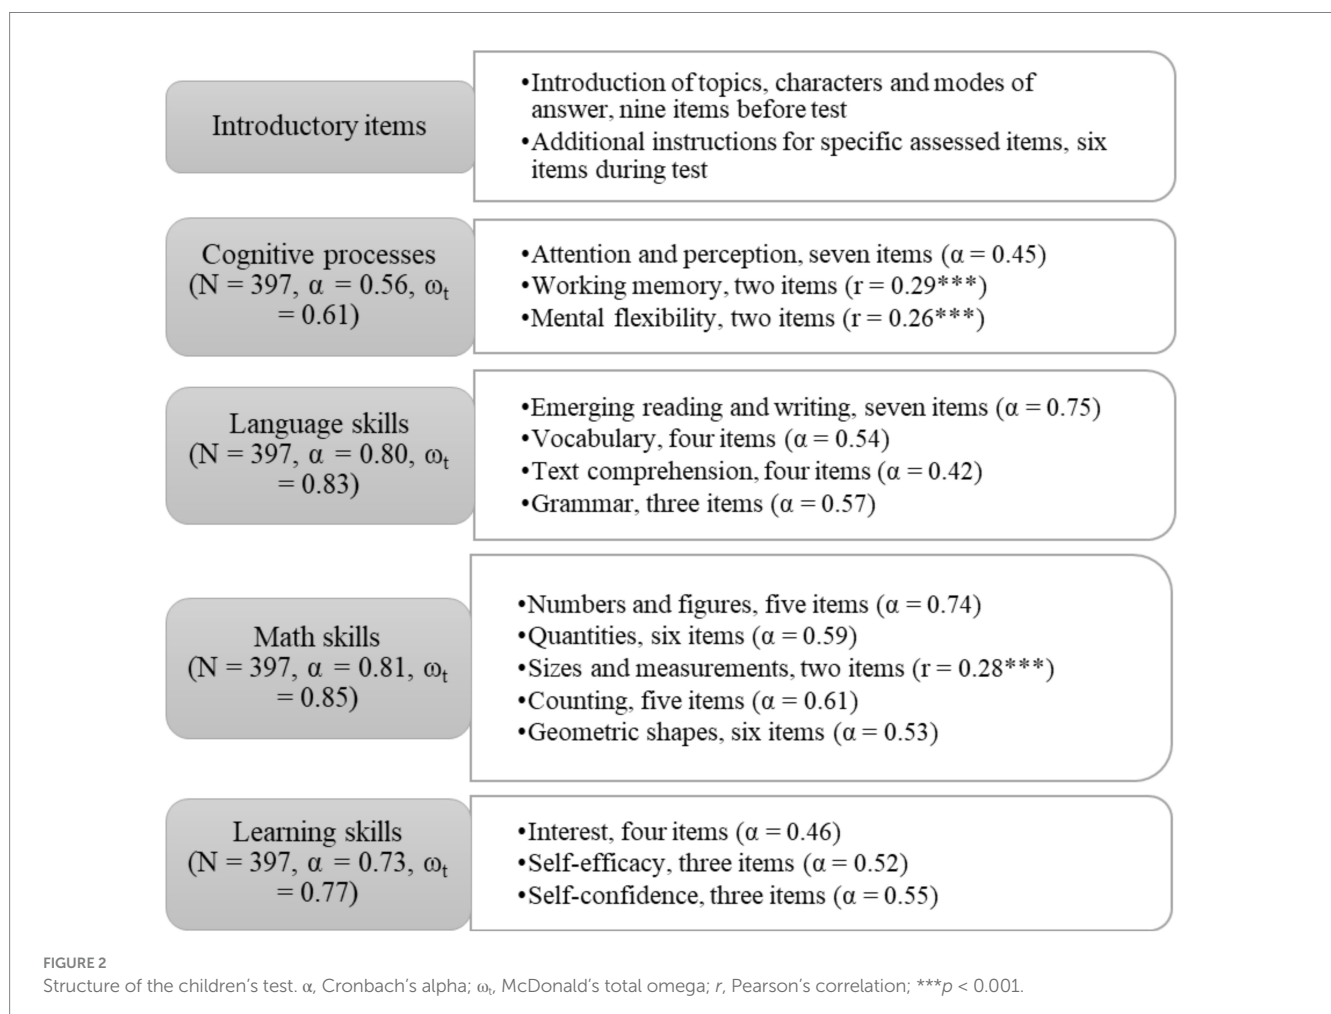 Introductory items
•Introduction of topics, characters and modes of
answer, nine items before test
•Additional instructions for specific assessed items, six
items during test
Cognitive processes
(N = 397, α = 0.56, ωt
= 0.61)
•Attention and perception, seven items (α = 0.45)
•Working memory, two items (r = 0.29***)
•Mental flexibility, two items (r = 0.26***)
Language skills
(N = 397, α = 0.80, ωt
= 0.83)
•Emerging reading and writing, seven items (α = 0.75)
•Vocabulary, four items (α = 0.54)
•Text comprehension, four items (α = 0.42)
•Grammar, three items (α = 0.57)
Math skills
(N = 397, α = 0.81, ωt
= 0.85)
•Numbers and figures, five items (α = 0.74)
•Quantities, six items (α = 0.59)
•Sizes and measurements, two items (r = 0.28***)
•Counting, five items (α = 0.61)
•Geometric shapes, six items (α = 0.53)
Learning skills
(N = 397, α = 0.73, ωt
= 0.77)
•Interest, four items (α = 0.46)
•Self-efficacy, three items (α = 0.52)
•Self-confidence, three items (α = 0.55)
FIGURE 2
Structure of the children's test. α, Cronbach's alpha; ωt, McDonald's total omega; r, Pearson's correlation; ***p < 0.001.